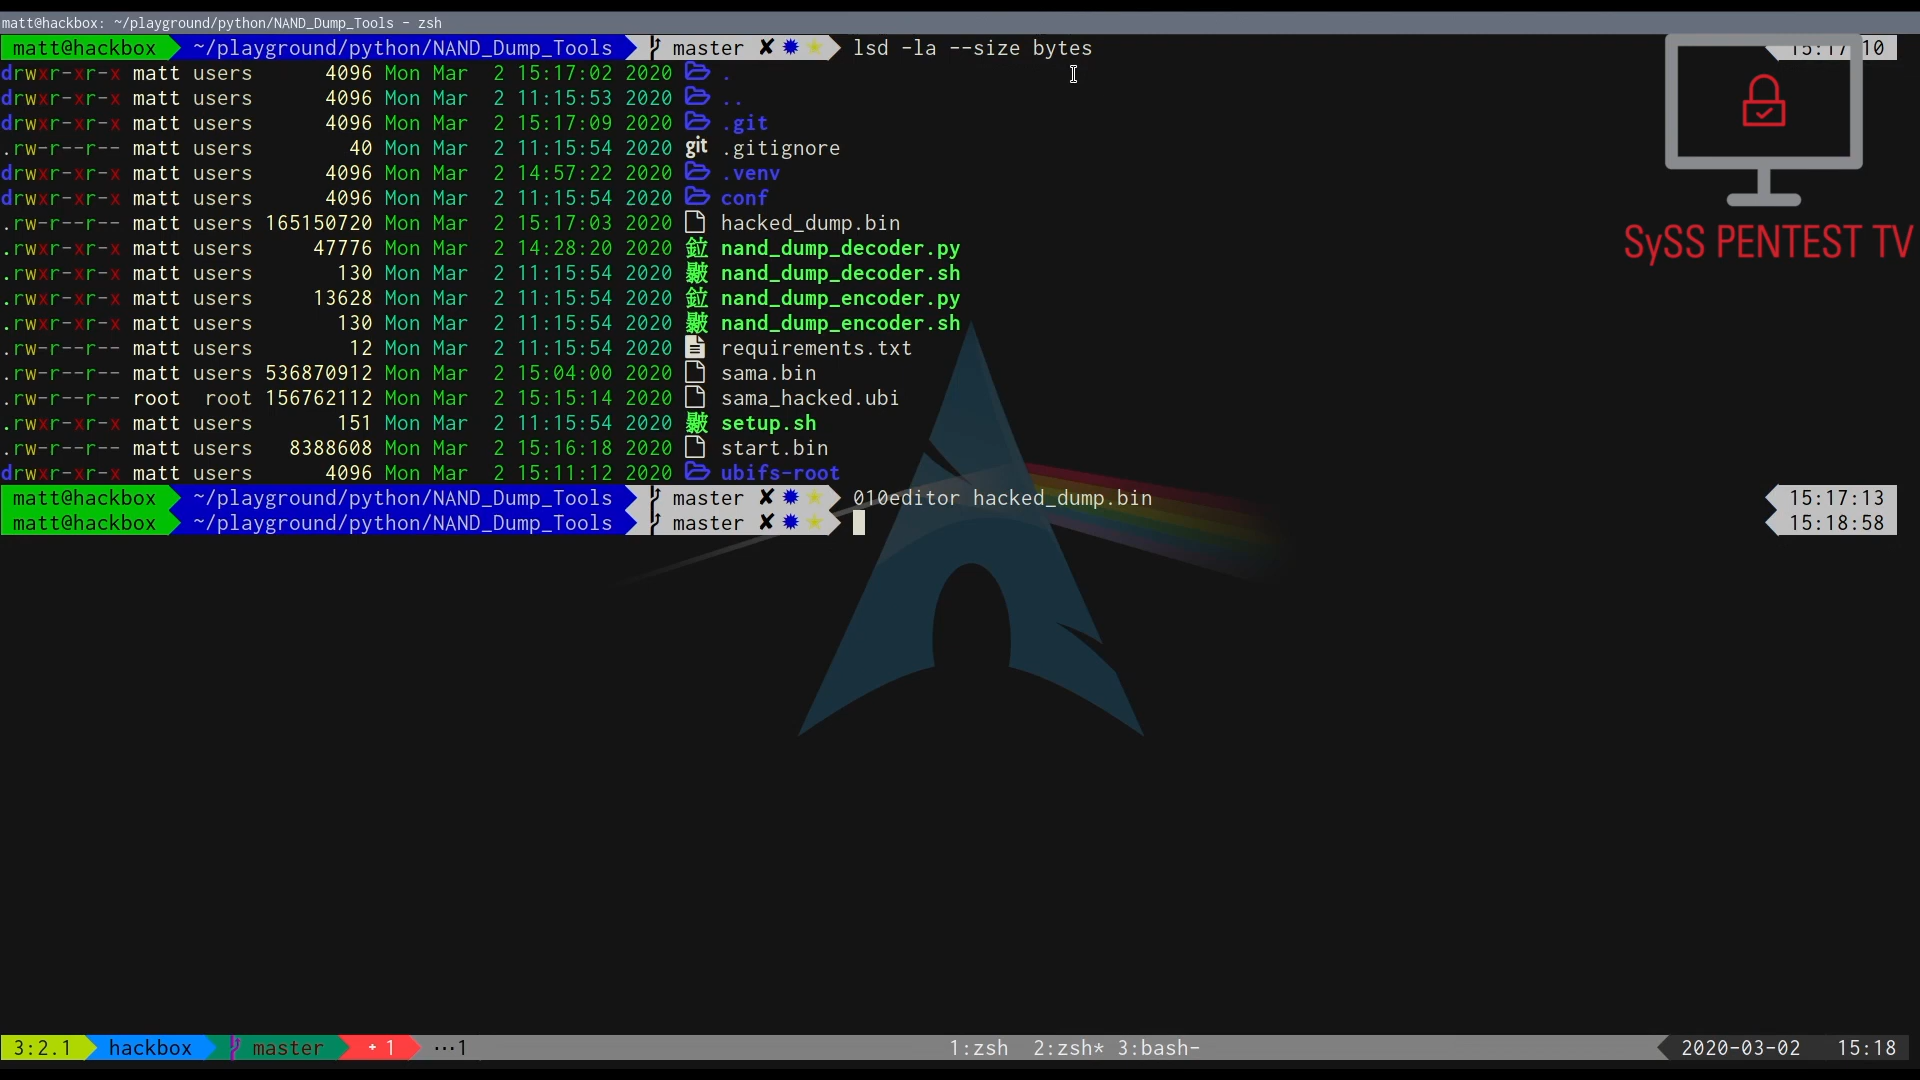 matt@hackbox: ~/playground/python/NAND_Dump_Tools - zsh
matt@hackbox ~/playground/python/NAND_Dump_Tools master ✘ ✹ ★ lsd -la --size bytes 15:17:10
drwxr-xr-x matt users 4096 Mon Mar 2 15:17:02 2020 .
drwxr-xr-x matt users 4096 Mon Mar 2 11:15:53 2020 ..
drwxr-xr-x matt users 4096 Mon Mar 2 15:17:09 2020 .git
.rw-r--r-- matt users 40 Mon Mar 2 11:15:54 2020 git .gitignore
drwxr-xr-x matt users 4096 Mon Mar 2 14:57:22 2020 .venv
drwxr-xr-x matt users 4096 Mon Mar 2 11:15:54 2020 conf
.rw-r--r-- matt users 165150720 Mon Mar 2 15:17:03 2020 hacked_dump.bin
.rwxr-xr-x matt users 47776 Mon Mar 2 14:28:20 2020 nand_dump_decoder.py
.rwxr-xr-x matt users 130 Mon Mar 2 11:15:54 2020 nand_dump_decoder.sh
.rwxr-xr-x matt users 13628 Mon Mar 2 11:15:54 2020 nand_dump_encoder.py
.rwxr-xr-x matt users 130 Mon Mar 2 11:15:54 2020 nand_dump_encoder.sh
.rw-r--r-- matt users 12 Mon Mar 2 11:15:54 2020 requirements.txt
.rw-r--r-- matt users 536870912 Mon Mar 2 15:04:00 2020 sama.bin
.rw-r--r-- root root 156762112 Mon Mar 2 15:15:14 2020 sama_hacked.ubi
.rwxr-xr-x matt users 151 Mon Mar 2 11:15:54 2020 setup.sh
.rw-r--r-- matt users 8388608 Mon Mar 2 15:16:18 2020 start.bin
drwxr-xr-x matt users 4096 Mon Mar 2 15:11:12 2020 ubifs-root
matt@hackbox ~/playground/python/NAND_Dump_Tools master ✘ ✹ ★ 010editor hacked_dump.bin 15:17:13
matt@hackbox ~/playground/python/NAND_Dump_Tools master ✘ ✹ ★ 15:18:58
SySS PENTEST TV
3:2.1 hackbox master + 1 ···1 1:zsh 2:zsh* 3:bash- 2020-03-02 15:18